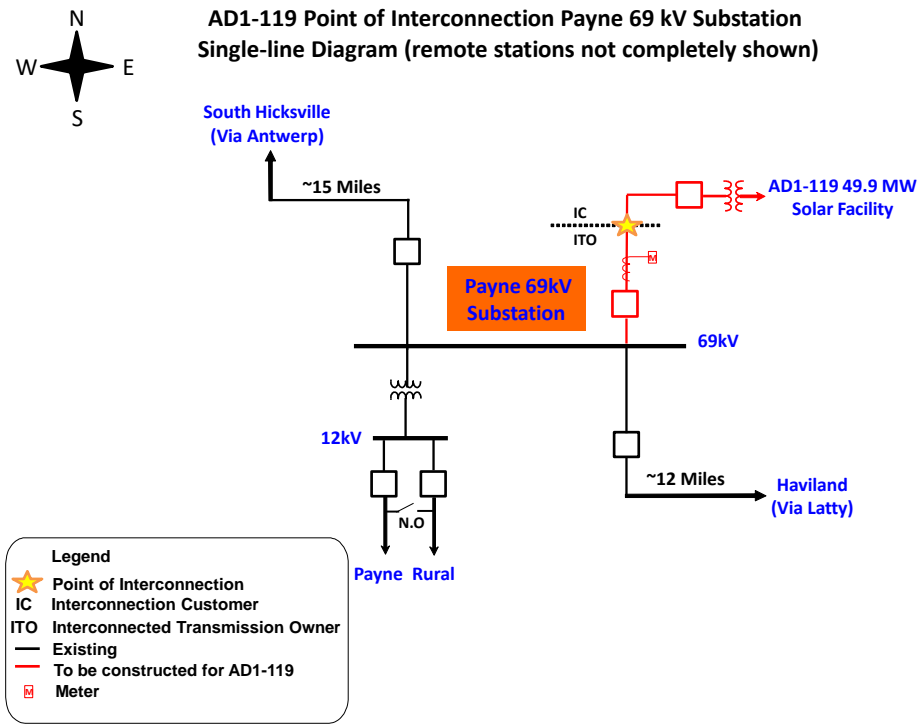 AD1-119 Point of Interconnection Payne 69 kV Substation
Single-line Diagram (remote stations not completely shown)
N
W
E
S
South Hicksville
(Via Antwerp)
~15 Miles
AD1-119 49.9 MW
Solar Facility
IC
ITO
M
Payne 69kV
Substation
69kV
12kV
N.O
~12 Miles
Haviland
(Via Latty)
Payne
Rural
Legend
Point of Interconnection
IC Interconnection Customer
ITO Interconnected Transmission Owner
Existing
To be constructed for AD1-119
M Meter